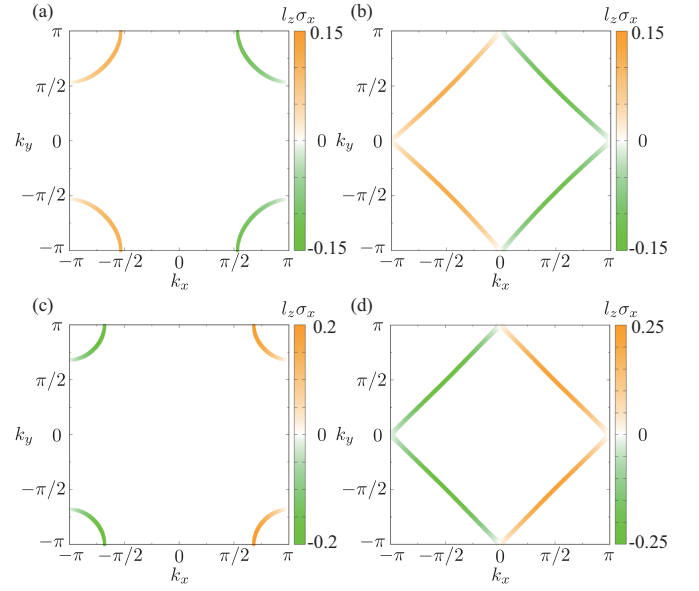 (a) l_zσ_x (b) l_zσ_x
π 0.15 π 0.15
π/2 π/2
k_y 0 0 k_y 0 0
−π/2 −π/2
−π -0.15 −π -0.15
−π −π/2 0 π/2 π −π −π/2 0 π/2 π
k_x k_x
(c) l_zσ_x (d) l_zσ_x
π 0.2 π 0.25
π/2 π/2
k_y 0 0 k_y 0 0
−π/2 −π/2
−π -0.2 −π -0.25
−π −π/2 0 π/2 π −π −π/2 0 π/2 π
k_x k_x